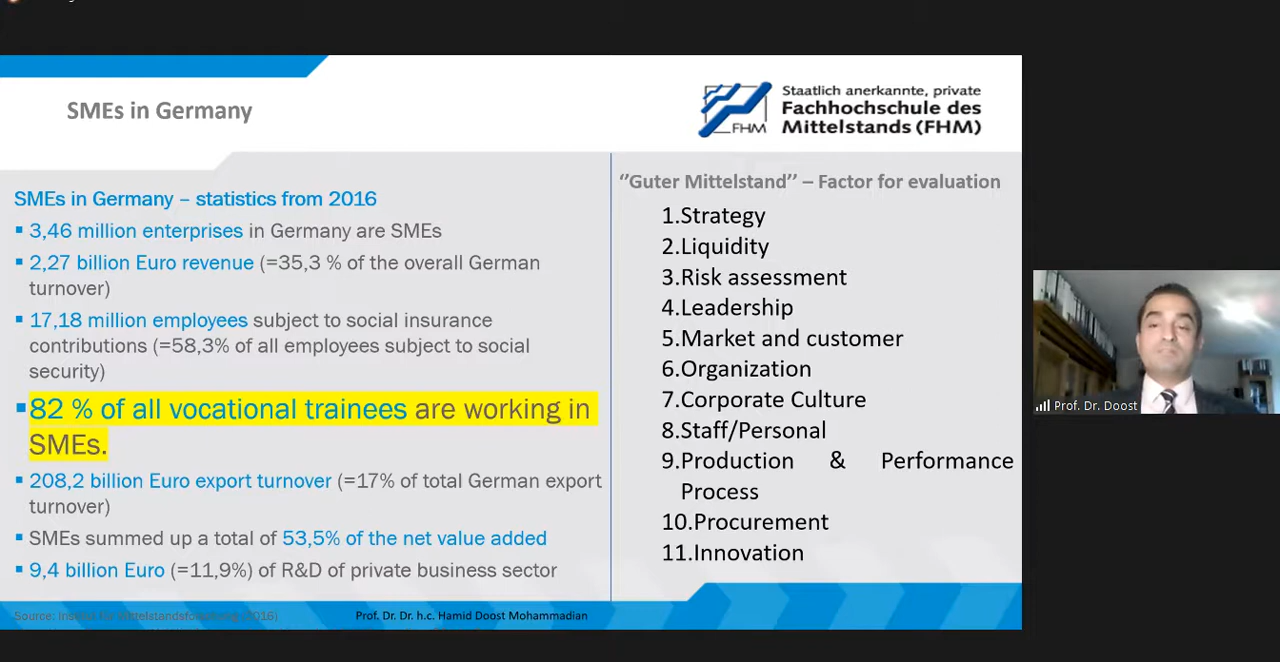 SMEs in Germany
Staatlich anerkannte, private
Fachhochschule des
Mittelstands (FHM)
FHM
SMEs in Germany – statistics from 2016
▪ 3,46 million enterprises in Germany are SMEs
▪ 2,27 billion Euro revenue (=35,3 % of the overall German
turnover)
▪ 17,18 million employees subject to social insurance
contributions (=58,3% of all employees subject to social
security)
▪ 82 % of all vocational trainees are working in
SMEs.
▪ 208,2 billion Euro export turnover (=17% of total German export
turnover)
▪ SMEs summed up a total of 53,5% of the net value added
▪ 9,4 billion Euro (=11,9%) of R&D of private business sector
‘’Guter Mittelstand’’ – Factor for evaluation
1.Strategy
2.Liquidity
3.Risk assessment
4.Leadership
5.Market and customer
6.Organization
7.Corporate Culture
8.Staff/Personal
9.Production & Performance
Process
10.Procurement
11.Innovation
Source: Institut für Mittelstandsforschung (2016)
Prof. Dr. Dr. h.c. Hamid Doost Mohammadian
Prof. Dr. Doost